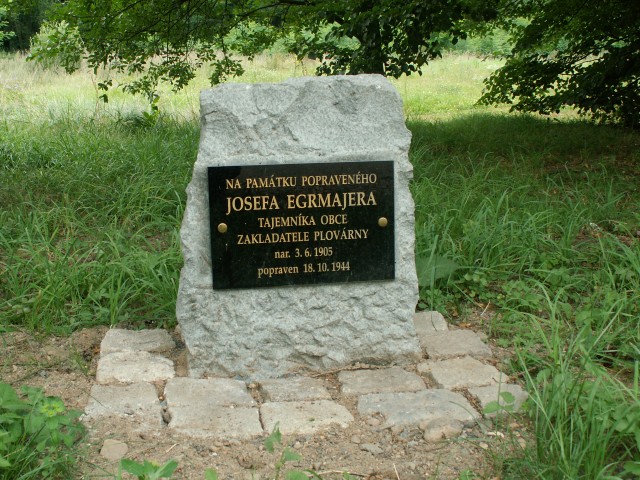 NA PAMÁTKU POPRAVENÉHO
JOSEFA EGRMAJERA
TAJEMNÍKA OBCE
ZAKLADATELE PLOVÁRNY
nar. 3. 6. 1905
popraven 18. 10. 1944